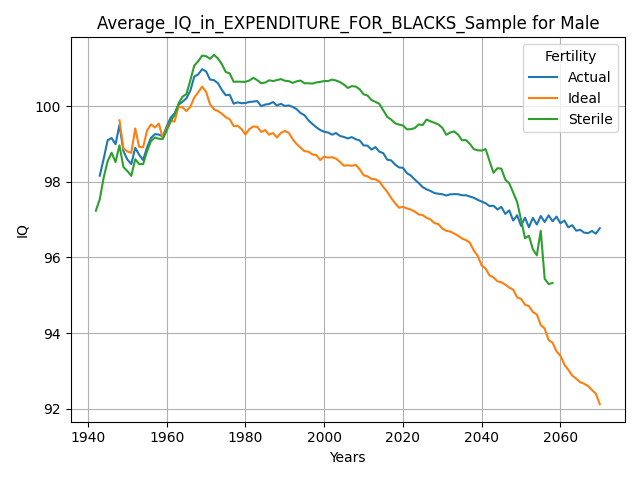 Average_IQ_in_EXPENDITURE_FOR_BLACKS_Sample for Male
Fertility
Actual
Ideal
Sterile
IQ
100
98
96
94
92
1940 1960 1980 2000 2020 2040 2060
Years